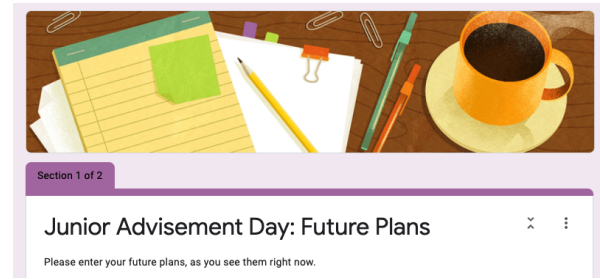 Section 1 of 2
Junior Advisement Day: Future Plans
Please enter your future plans, as you see them right now.